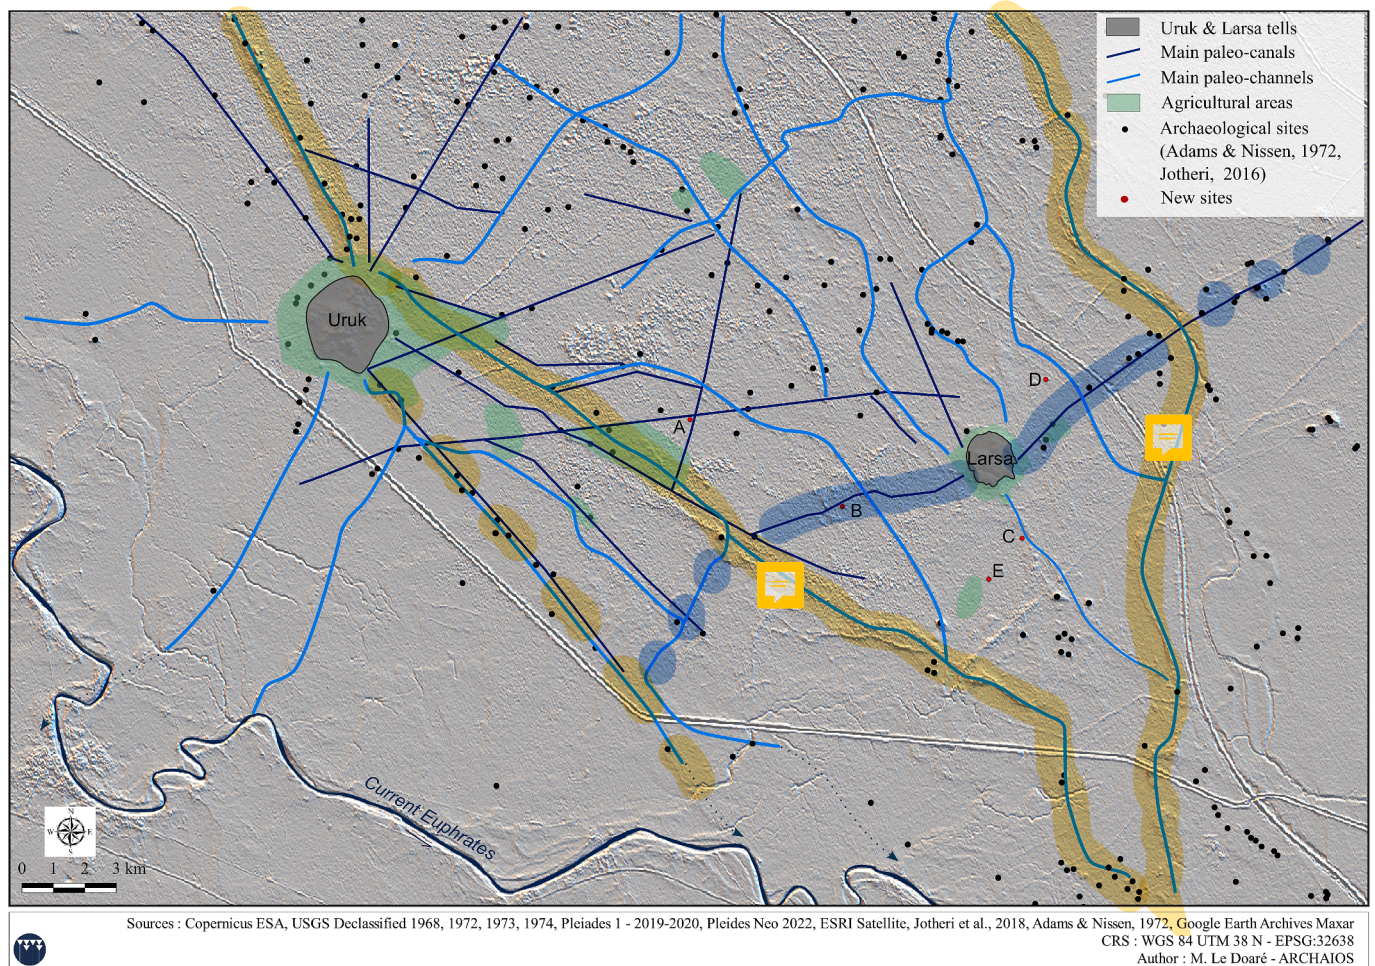 Uruk & Larsa tells
Main paleo-canals
Main paleo-channels
Agricultural areas
Archaeological sites
(Adams & Nissen, 1972,
Jotheri, 2016)
New sites
Uruk
D
A
Larsa
B
C
E
Current Euphrates
N
W E
S
0 1 2 3 km
Sources : Copernicus ESA, USGS Declassified 1968, 1972, 1973, 1974, Pleiades 1 - 2019-2020, Pleides Neo 2022, ESRI Satellite, Jotheri et al., 2018, Adams & Nissen, 1972, Google Earth Archives Maxar
CRS : WGS 84 UTM 38 N - EPSG:32638
Author : M. Le Doaré - ARCHAIOS